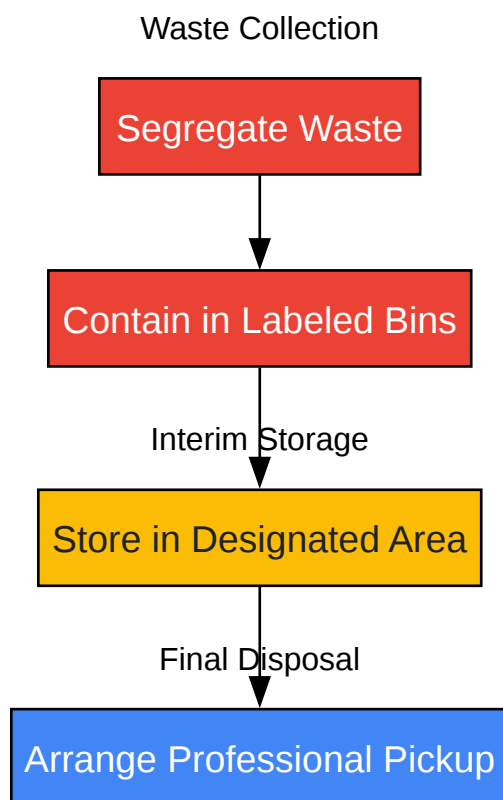 Waste Collection
Segregate Waste
Contain in Labeled Bins
Interim Storage
Store in Designated Area
Final Disposal
Arrange Professional Pickup